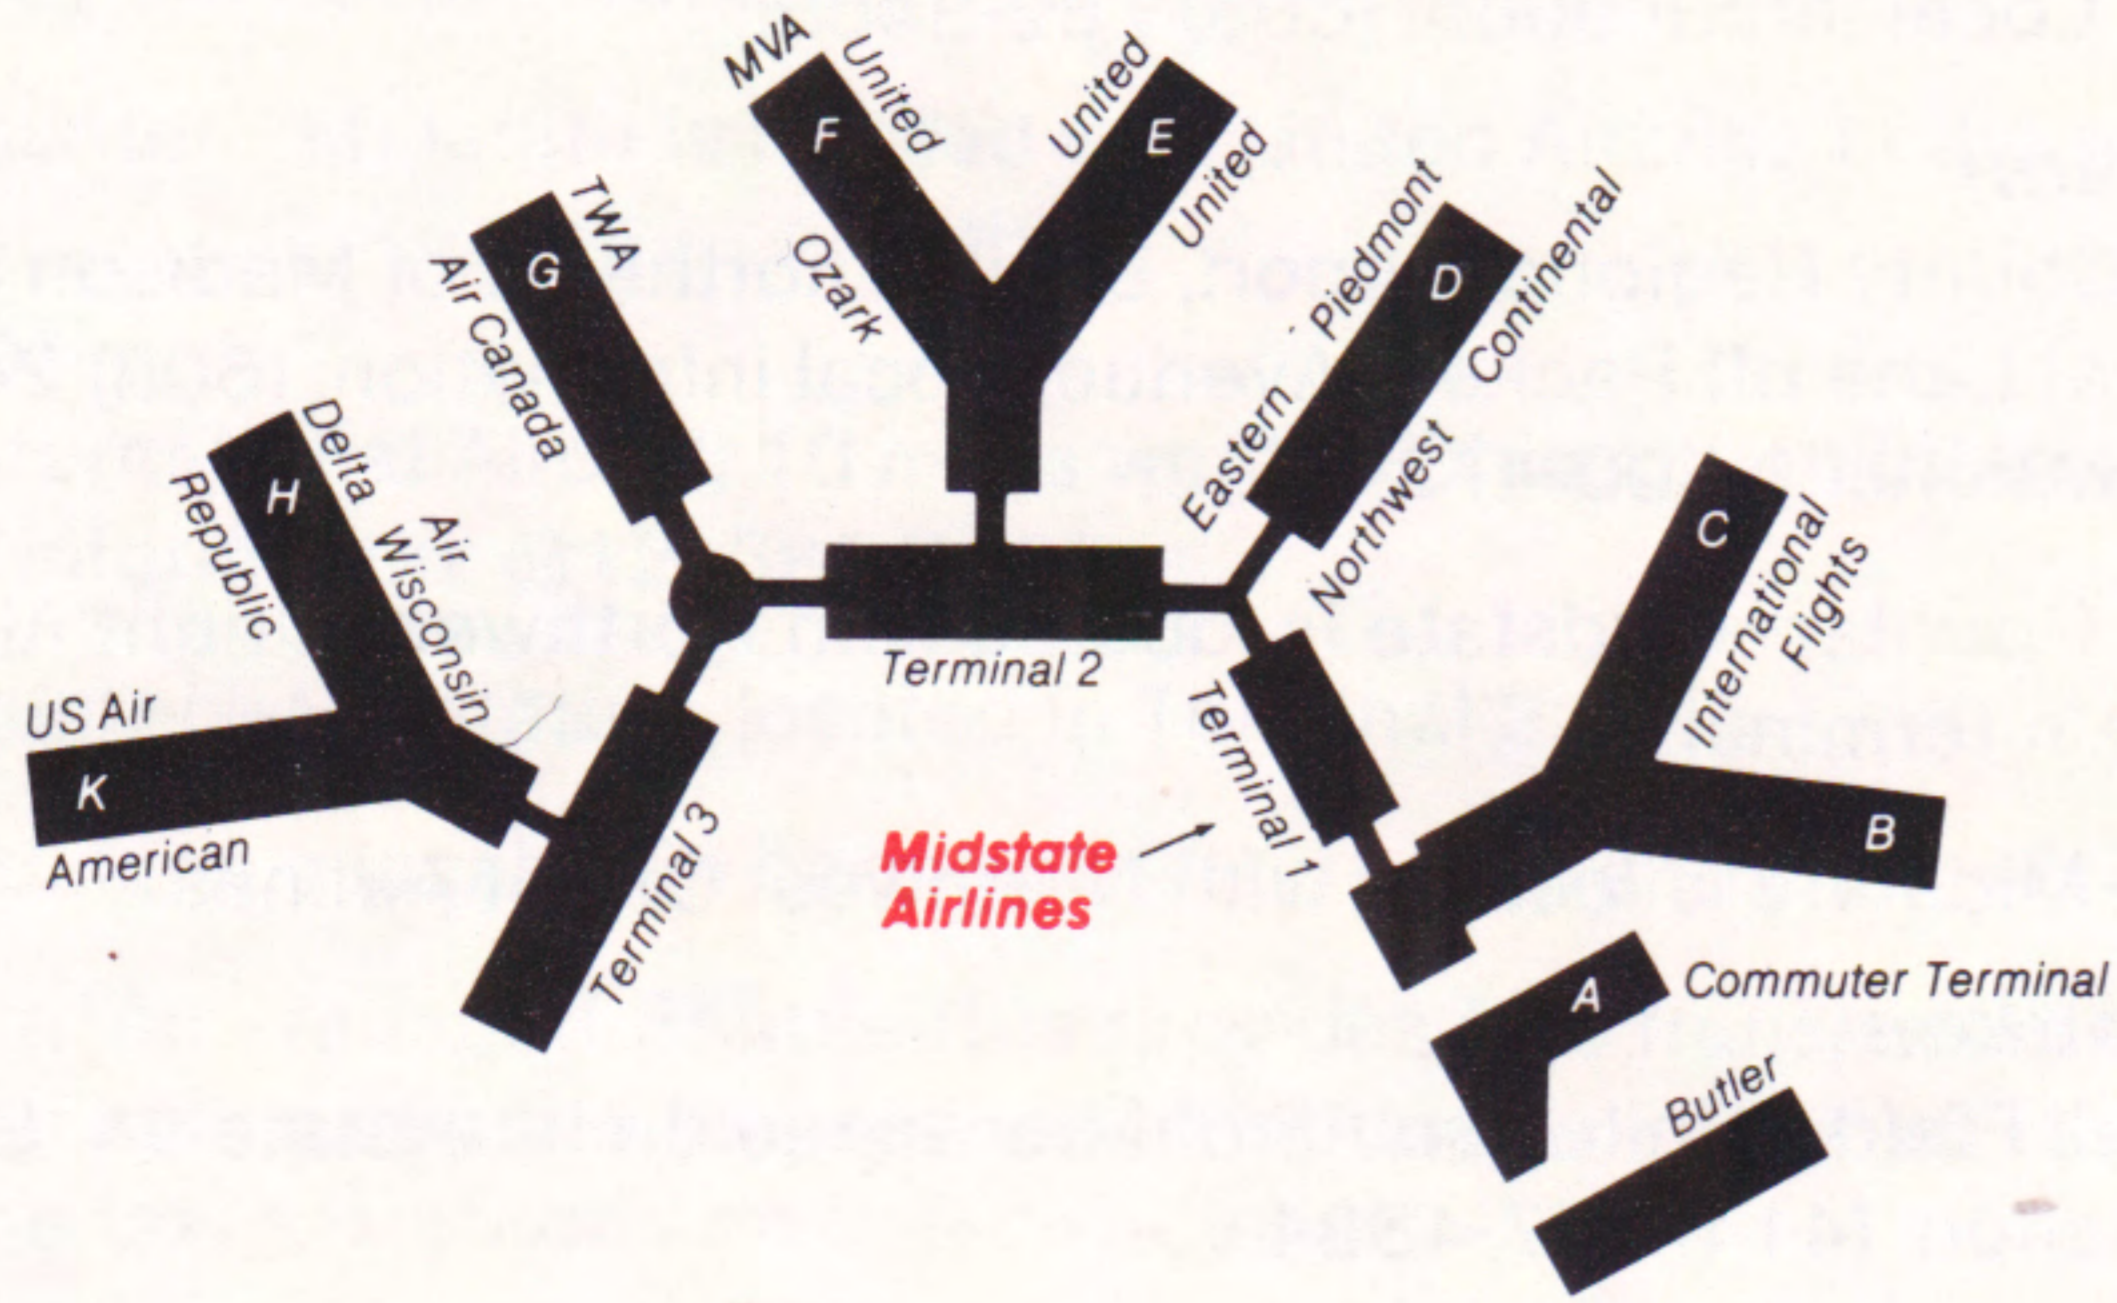 MVA
United
F
United
E
United
TWA
G
Air Canada
Ozark
Piedmont
D
Continental
Eastern
Northwest
Delta
H
Republic
Air
Wisconsin
C
International
Flights
US Air
K
American
Terminal 2
Terminal 1
Terminal 3
B
Midstate
Airlines
A
Commuter Terminal
Butler